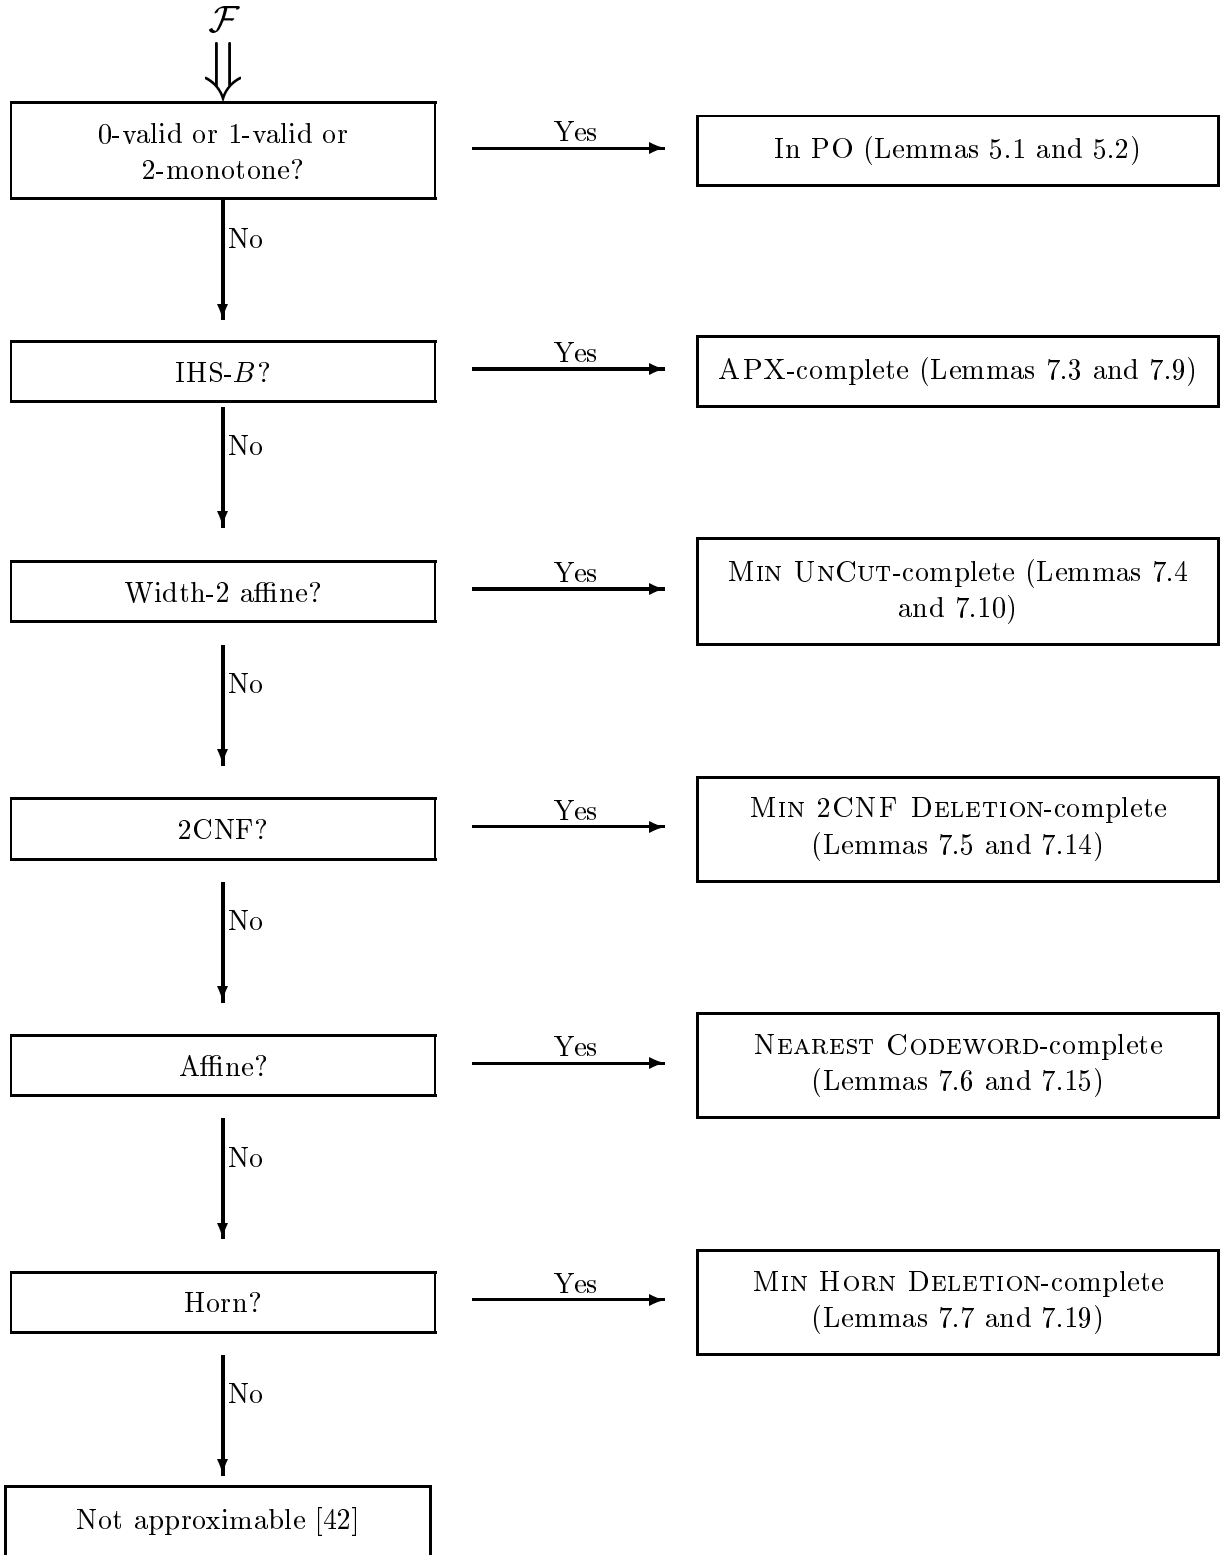 ℱ
0-valid or 1-valid or
2-monotone?
Yes
In PO (Lemmas 5.1 and 5.2)
No
IHS-B?
Yes
APX-complete (Lemmas 7.3 and 7.9)
No
Width-2 affine?
Yes
MIN UNCUT-complete (Lemmas 7.4
and 7.10)
No
2CNF?
Yes
MIN 2CNF DELETION-complete
(Lemmas 7.5 and 7.14)
No
Affine?
Yes
NEAREST CODEWORD-complete
(Lemmas 7.6 and 7.15)
No
Horn?
Yes
MIN HORN DELETION-complete
(Lemmas 7.7 and 7.19)
No
Not approximable [42]